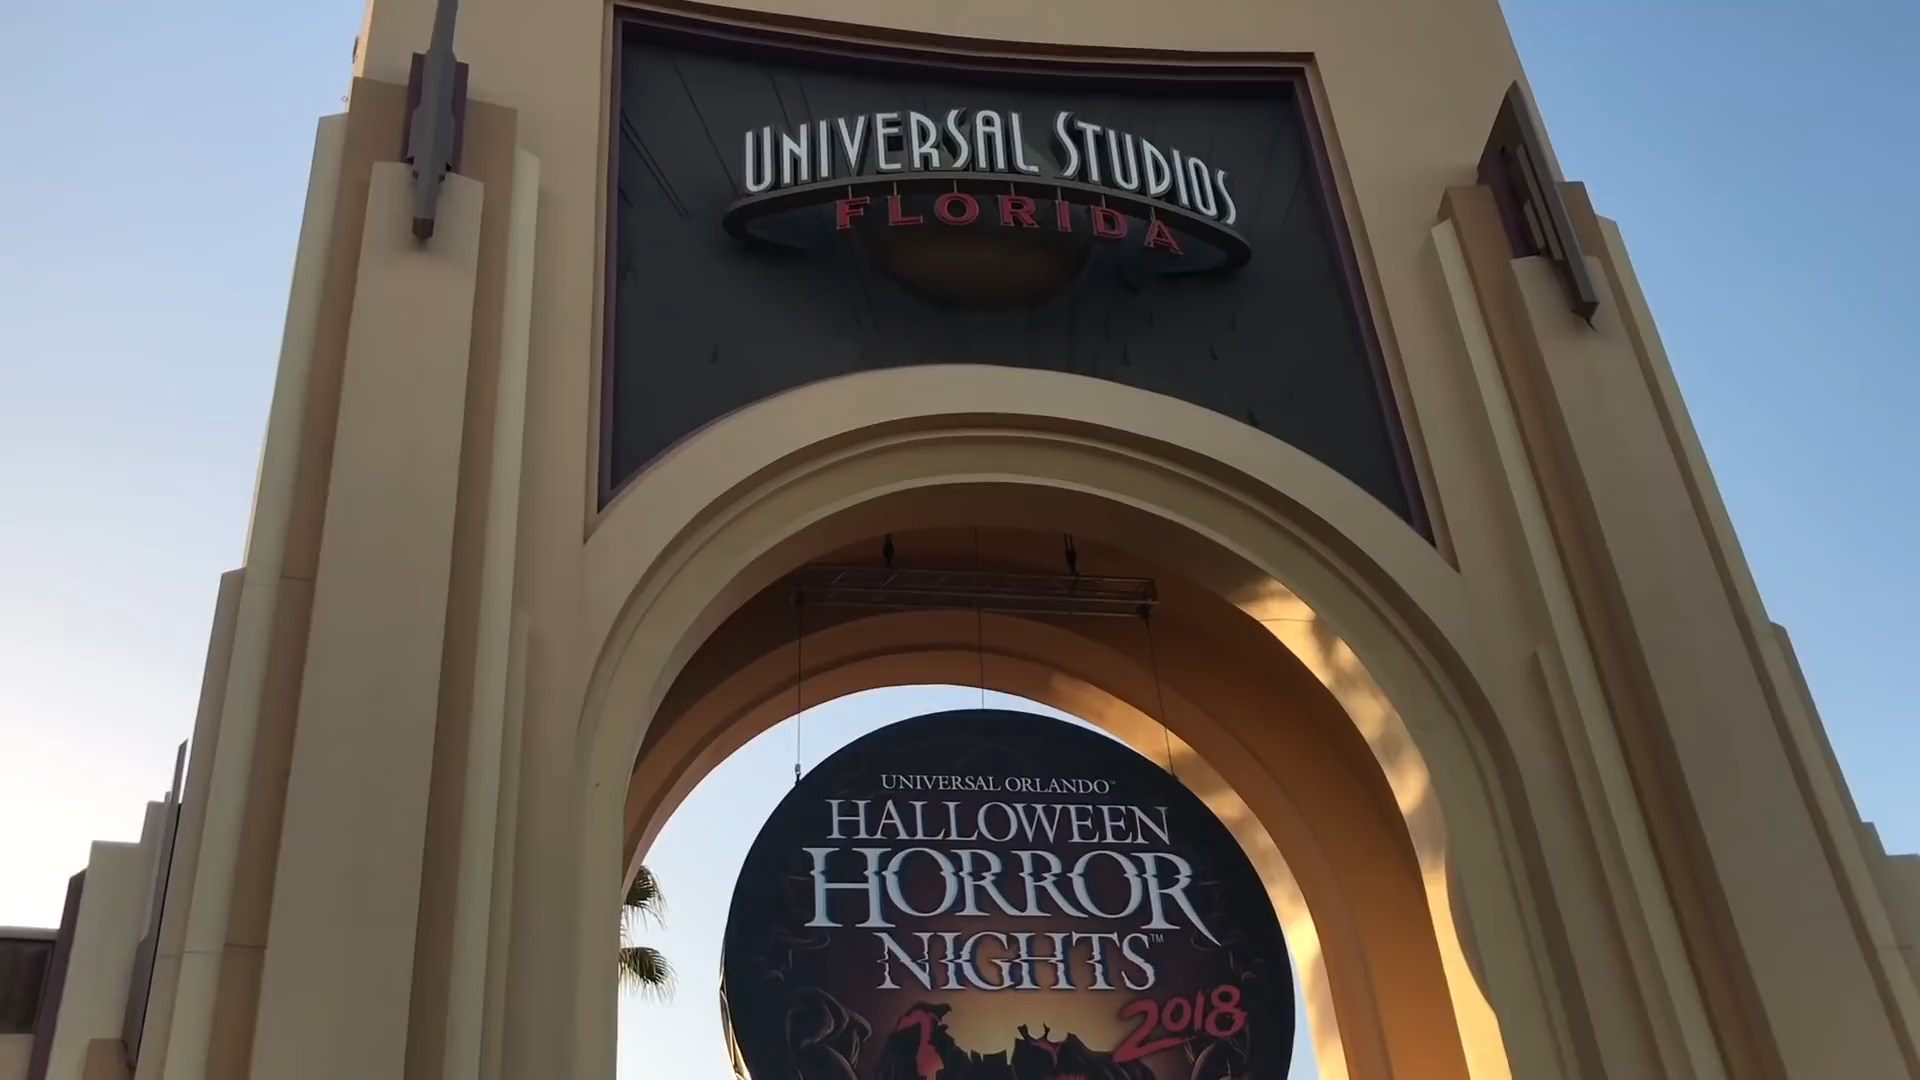 UNIVERSAL STUDIOS
FLORIDA
UNIVERSAL ORLANDO™
HALLOWEEN
HORROR
NIGHTS™
2018